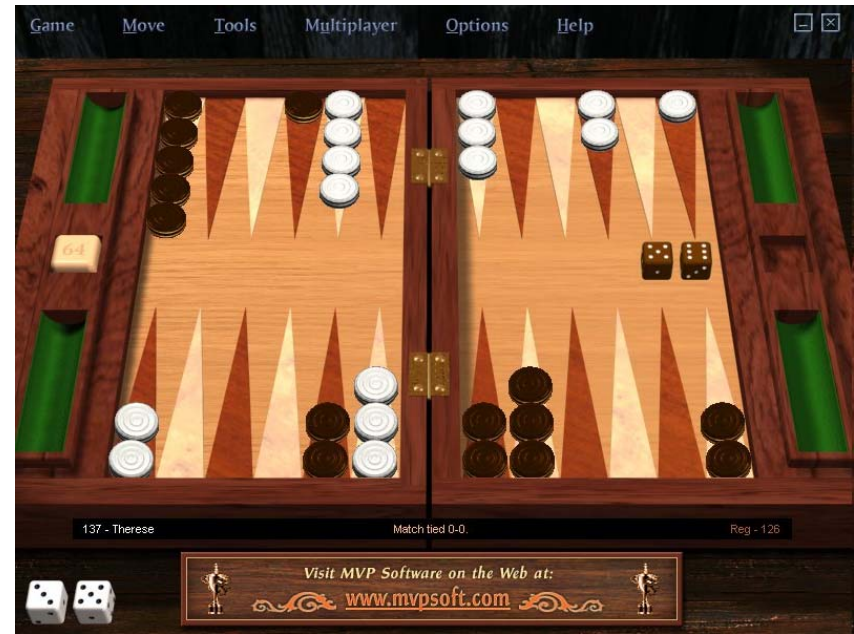 Game Move Tools Multiplayer Options Help
64
137 - Therese Match tied 0-0. Reg - 126
Visit MVP Software on the Web at:
www.mvpsoft.com